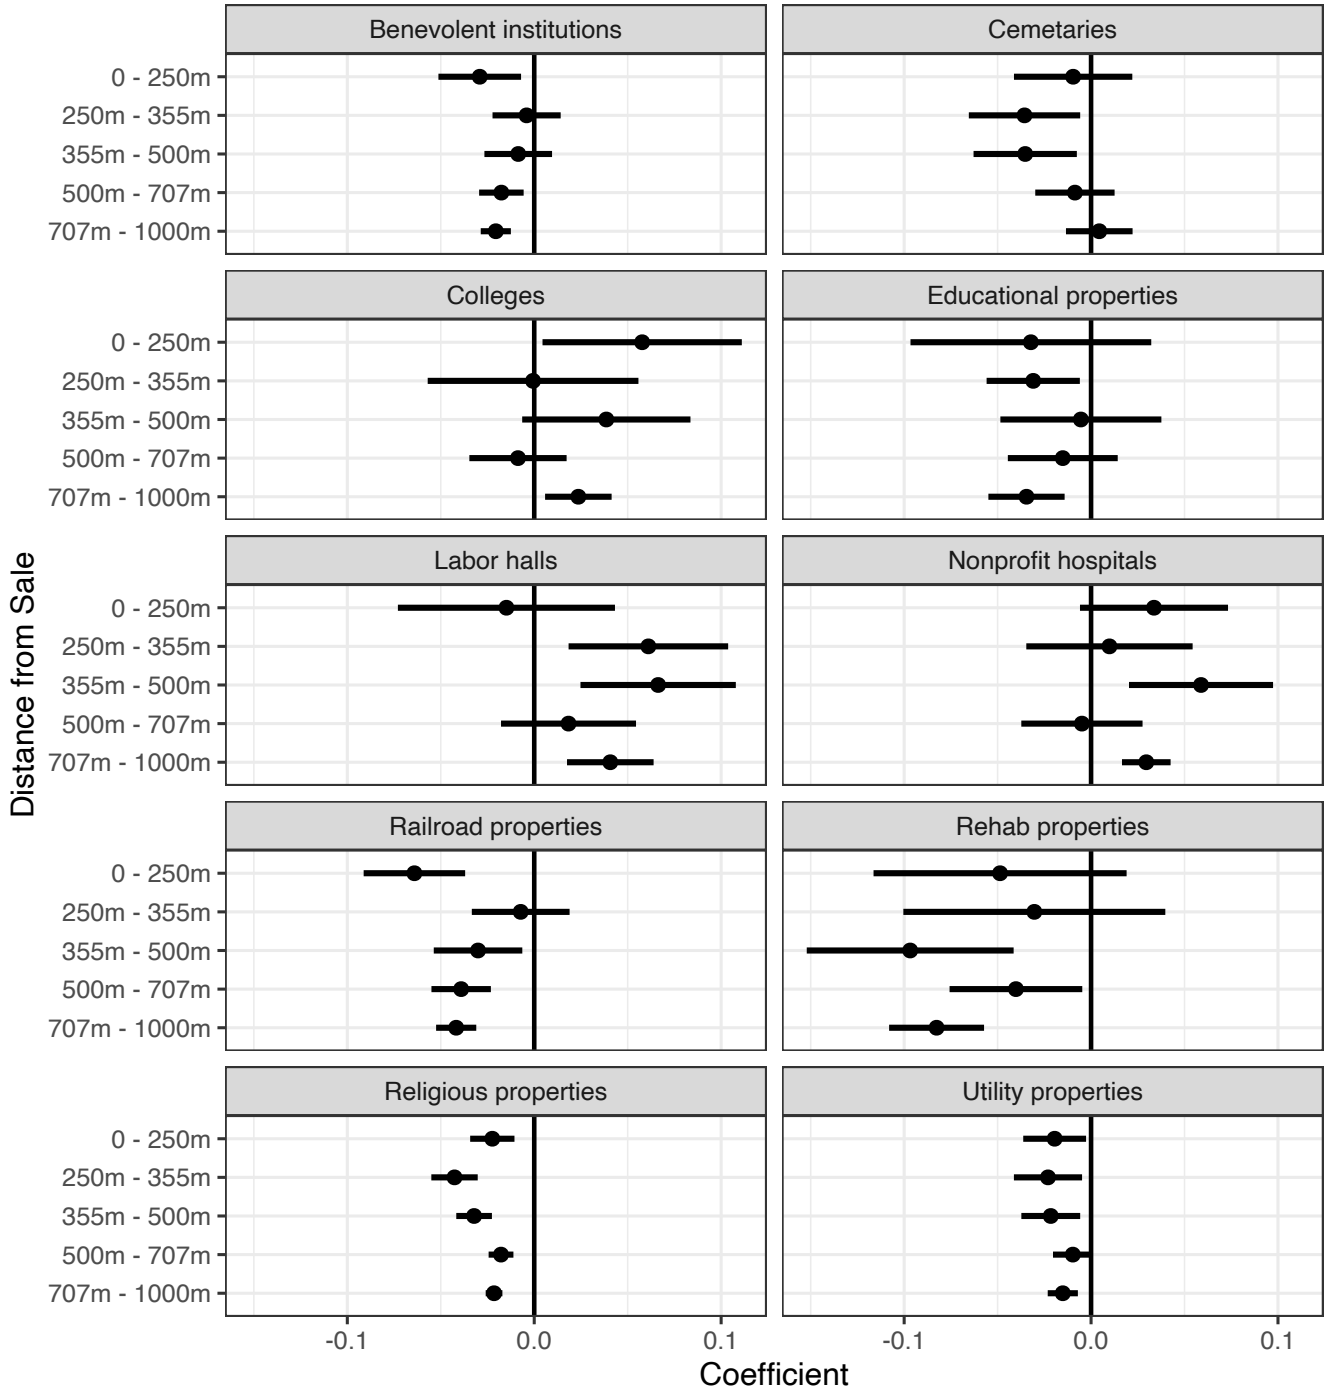 Benevolent institutions
Cemetaries
0 - 250m
250m - 355m
355m - 500m
500m - 707m
707m - 1000m
Colleges
Educational properties
0 - 250m
250m - 355m
355m - 500m
500m - 707m
707m - 1000m
Labor halls
Nonprofit hospitals
0 - 250m
250m - 355m
355m - 500m
500m - 707m
707m - 1000m
Railroad properties
Rehab properties
0 - 250m
250m - 355m
355m - 500m
500m - 707m
707m - 1000m
Religious properties
Utility properties
0 - 250m
250m - 355m
355m - 500m
500m - 707m
707m - 1000m
-0.1 0.0 0.1
-0.1 0.0 0.1
Coefficient
Distance from Sale